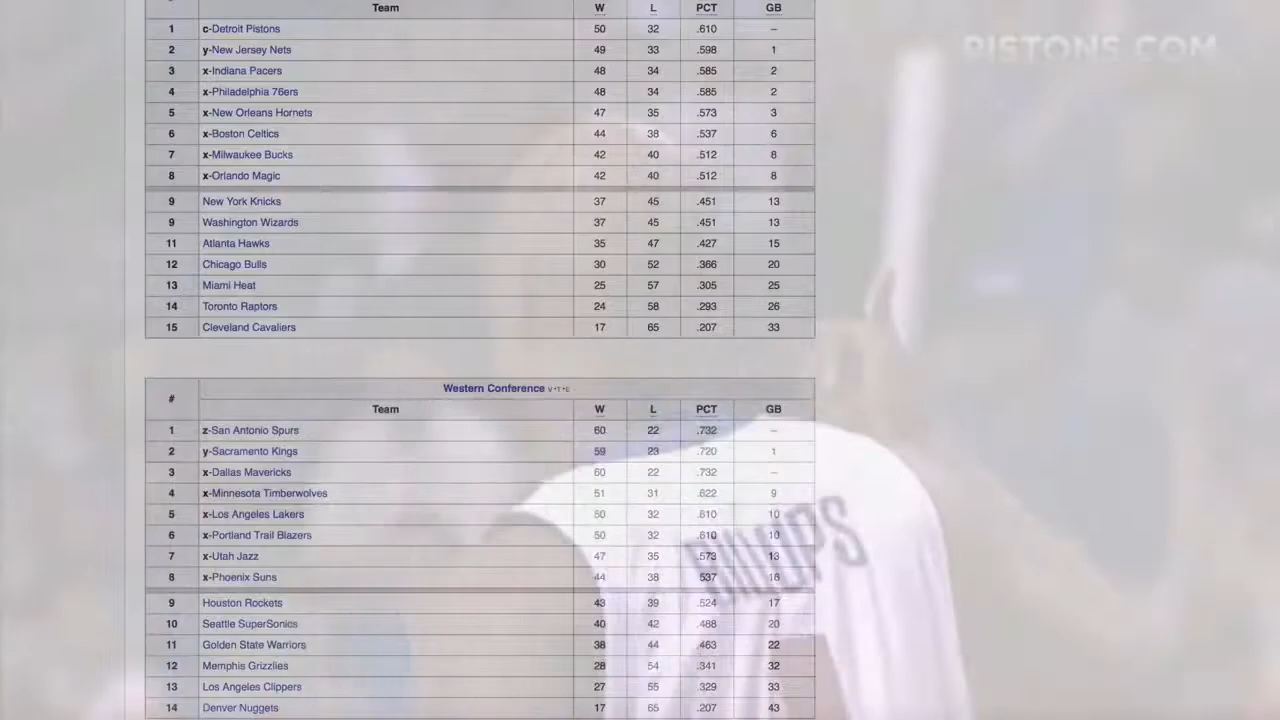 Team W L PCT GB
1 c-Detroit Pistons 50 32 .610 –
2 y-New Jersey Nets 49 33 .598 1
3 x-Indiana Pacers 48 34 .585 2
4 x-Philadelphia 76ers 48 34 .585 2
5 x-New Orleans Hornets 47 35 .573 3
6 x-Boston Celtics 44 38 .537 6
7 x-Milwaukee Bucks 42 40 .512 8
8 x-Orlando Magic 42 40 .512 8
9 New York Knicks 37 45 .451 13
9 Washington Wizards 37 45 .451 13
11 Atlanta Hawks 35 47 .427 15
12 Chicago Bulls 30 52 .366 20
13 Miami Heat 25 57 .305 25
14 Toronto Raptors 24 58 .293 26
15 Cleveland Cavaliers 17 65 .207 33
PISTONS.COM
# Western Conference V•T•E
Team W L PCT GB
1 z-San Antonio Spurs 60 22 .732 –
2 y-Sacramento Kings 59 23 .720 1
3 x-Dallas Mavericks 60 22 .732 –
4 x-Minnesota Timberwolves 51 31 .622 9
5 x-Los Angeles Lakers 50 32 .610 10
6 x-Portland Trail Blazers 50 32 .610 10
7 x-Utah Jazz 47 35 .573 13
8 x-Phoenix Suns 44 38 .537 16
9 Houston Rockets 43 39 .524 17
10 Seattle SuperSonics 40 42 .488 20
11 Golden State Warriors 38 44 .463 22
12 Memphis Grizzlies 28 54 .341 32
13 Los Angeles Clippers 27 55 .329 33
14 Denver Nuggets 17 65 .207 43
BILLUPS